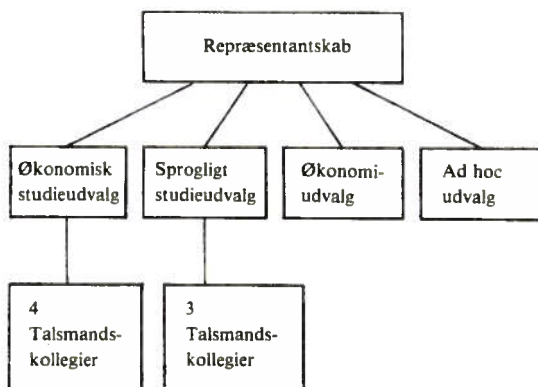 Repræsentantskab
Økonomisk
studieudvalg
Sprogligt
studieudvalg
Økonomi-
udvalg
Ad hoc
udvalg
4
Talsmands-
kollegier
3
Talsmands-
kollegier